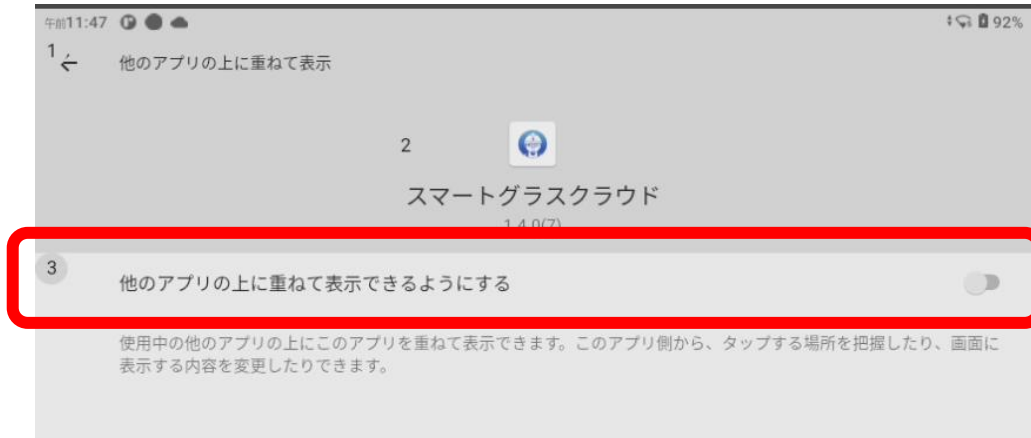 午前11:47 92%
1
他のアプリの上に重ねて表示
2
スマートグラスクラウド
1.4.0(7)
3
他のアプリの上に重ねて表示できるようにする
使用中の他のアプリの上にこのアプリを重ねて表示できます。このアプリ側から、タップする場所を把握したり、画面に
表示する内容を変更したりできます。